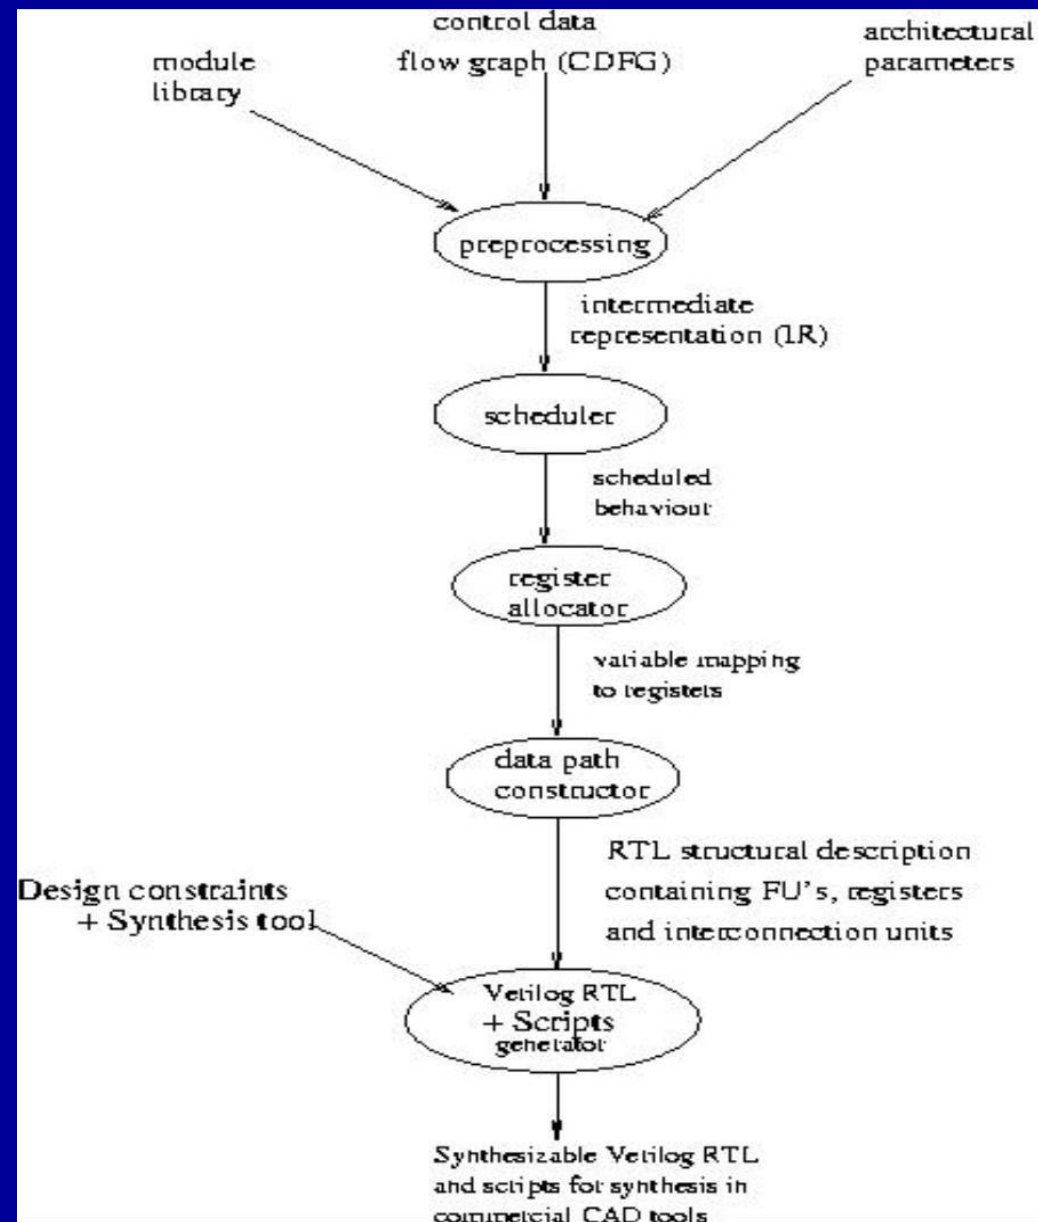 control data
flow graph (CDFG)
architectural
parameters
module
library
preprocessing
intermediate
representation (IR)
scheduler
scheduled
behaviour
register
allocator
variable mapping
to registers
data path
constructor
RTL structural description
containing FU's, registers
and interconnection units
Design constraints
+ Synthesis tool
Verilog RTL
+ Scripts
generator
Synthesizable Verilog RTL
and scripts for synthesis in
commercial CAD tools